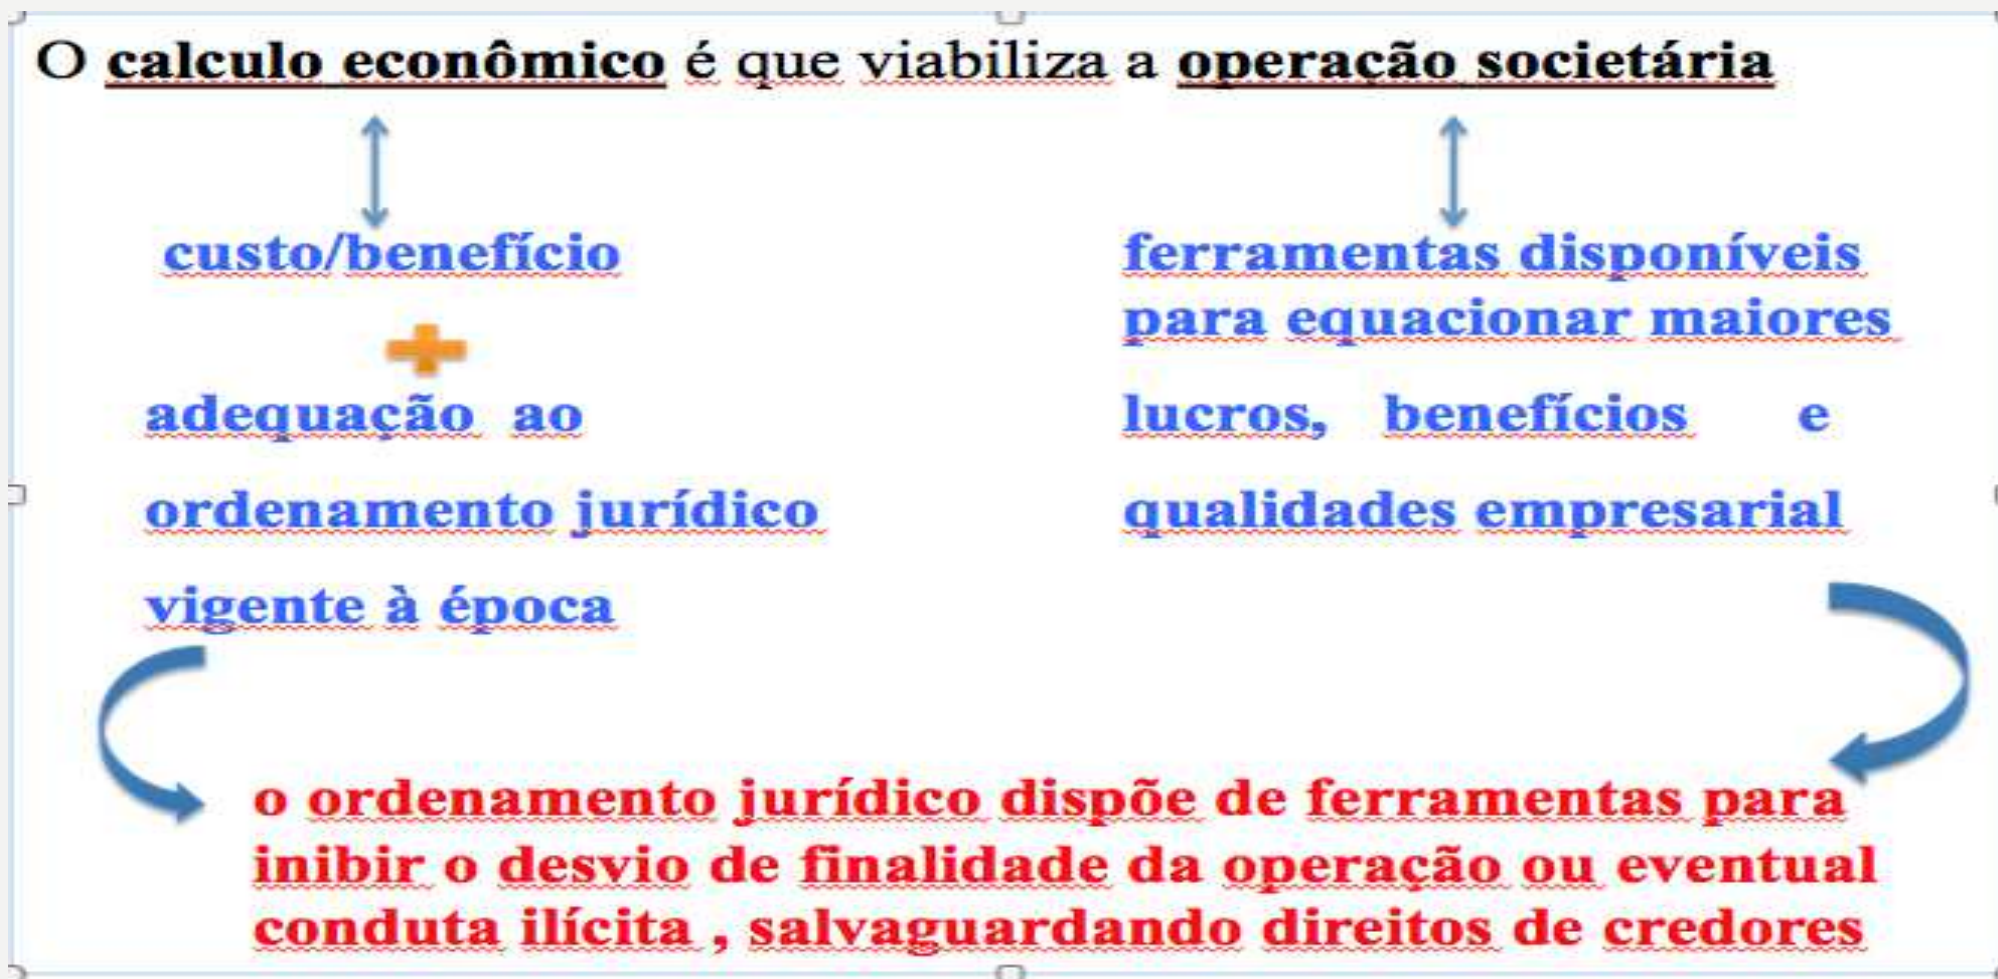 O calculo econômico é que viabiliza a operação societária
custo/benefício
adequação ao
ordenamento jurídico
vigente à época
ferramentas disponíveis
para equacionar maiores
lucros, benefícios e
qualidades empresarial
o ordenamento jurídico dispõe de ferramentas para
inibir o desvio de finalidade da operação ou eventual
conduta ilícita , salvaguardando direitos de credores